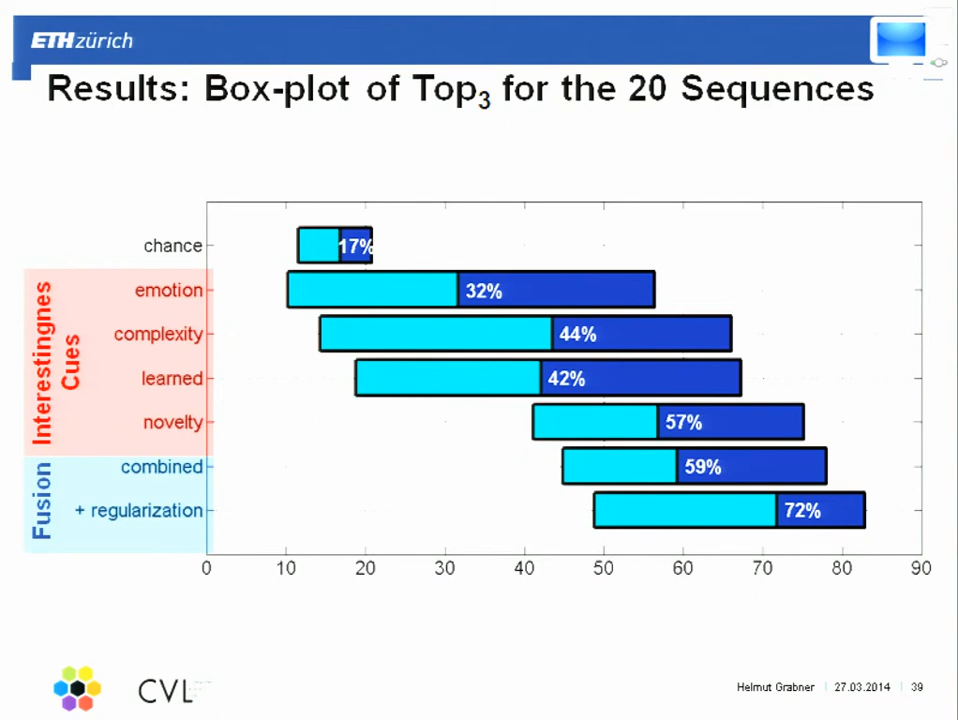 ETH zürich
Results: Box-plot of Top3 for the 20 Sequences
chance
17%
Interestingnes
Cues
emotion
32%
complexity
44%
learned
42%
novelty
57%
Fusion
combined
59%
+ regularization
72%
0 10 20 30 40 50 60 70 80 90
CVL
Helmut Grabner | 27.03.2014 | 39